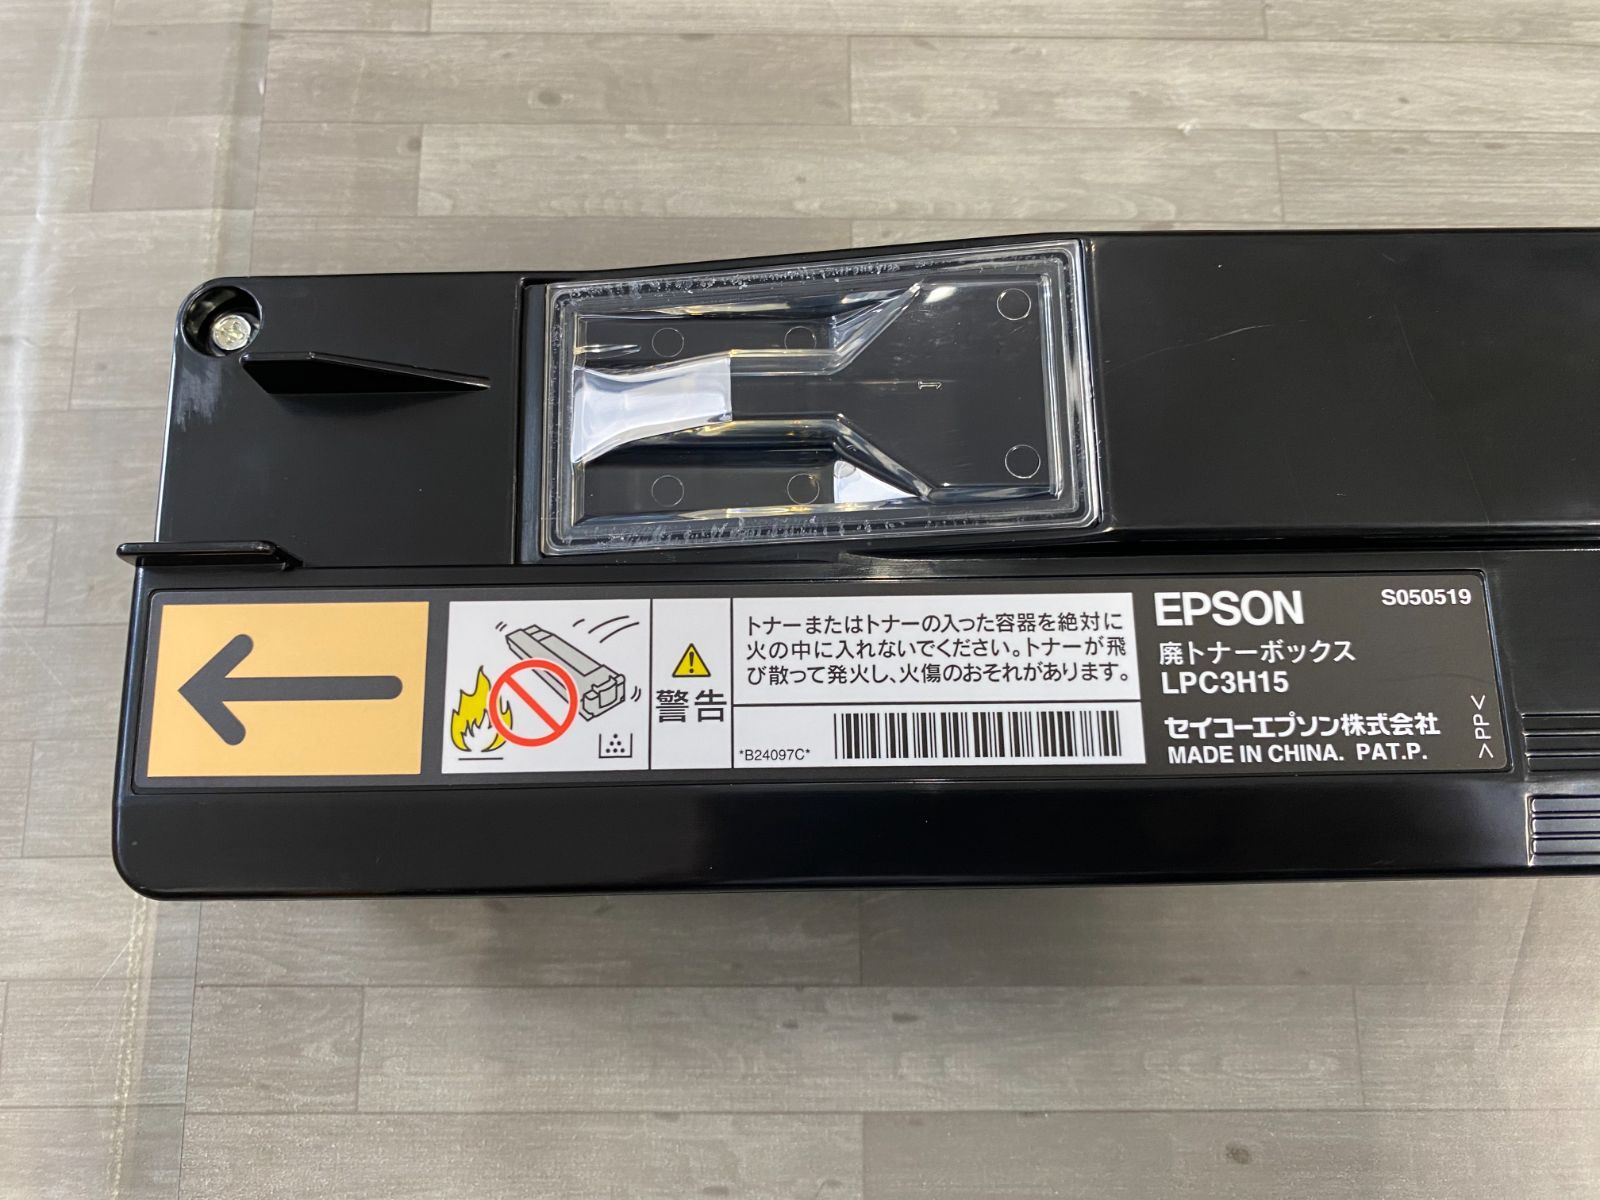 警告
トナーまたはトナーの入った容器を絶対に
火の中に入れないでください。トナーが飛
び散って発火し、火傷のおそれがあります。
*B24097C*
EPSON
S050519
廃トナーボックス
LPC3H15
セイコーエプソン株式会社
MADE IN CHINA. PAT.P.
>PP<